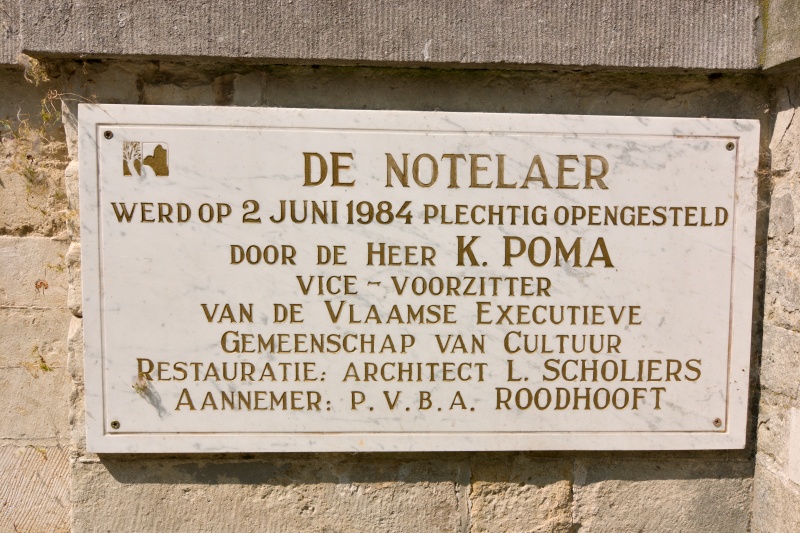 DE NOTELAER
WERD OP 2 JUNI 1984 PLECHTIG OPENGESTELD
DOOR DE HEER K. POMA
VICE - VOORZITTER
VAN DE VLAAMSE EXECUTIEVE
GEMEENSCHAP VAN CULTUUR
RESTAURATIE: ARCHITECT L. SCHOLIERS
AANNEMER: P.V.B.A. ROODHOOFT